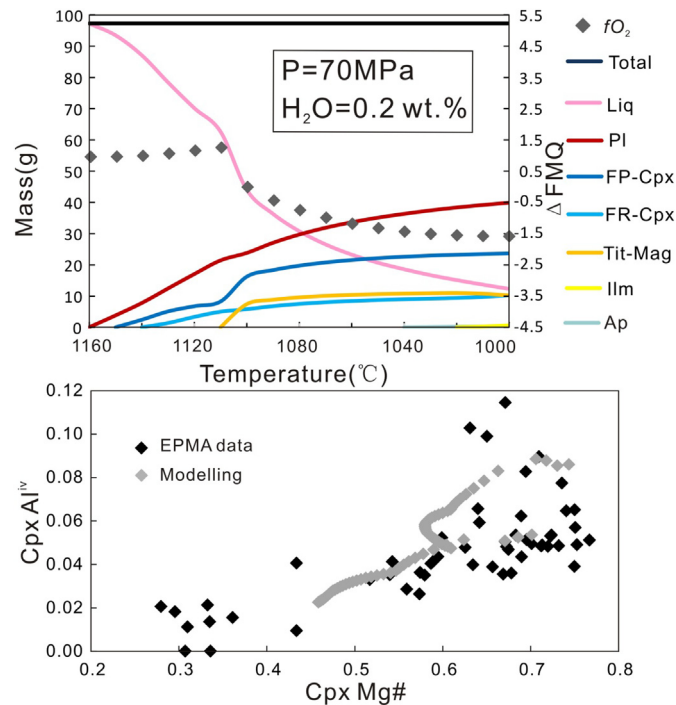 100
90
80
70
60
50
40
30
20
10
0
Mass(g)
P=70MPa
H₂O=0.2 wt.%
5.5
4.5
3.5
2.5
1.5
0.5
-0.5
-1.5
-2.5
-3.5
-4.5
△FMQ
1160
1120
1080
1040
1000
Temperature(℃)
fO₂
Total
Liq
Pl
FP-Cpx
FR-Cpx
Tit-Mag
Ilm
Ap
0.12
0.10
0.08
0.06
0.04
0.02
0.00
Cpx Alⁱᵛ
EPMA data
Modelling
0.2
0.3
0.4
0.5
0.6
0.7
0.8
Cpx Mg#